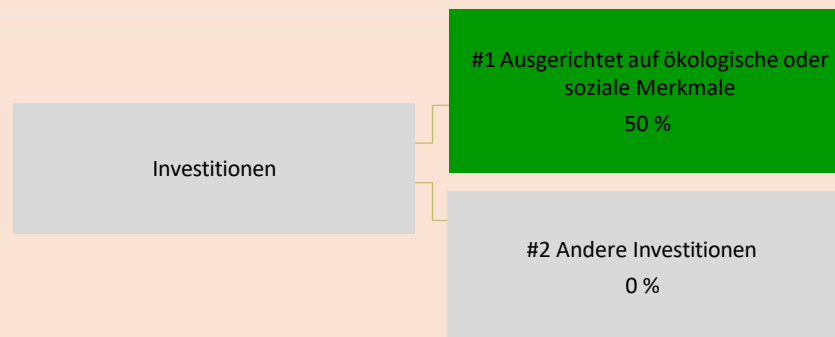 #1 Ausgerichtet auf ökologische oder
soziale Merkmale
50 %
Investitionen
#2 Andere Investitionen
0 %